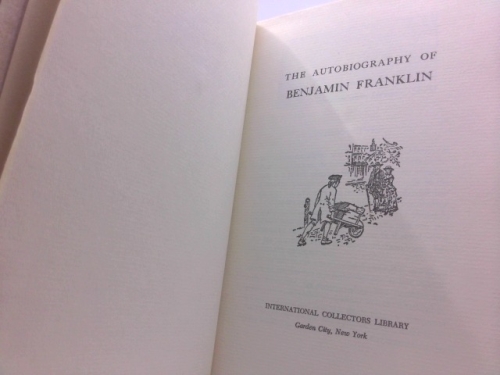 THE AUTOBIOGRAPHY OF
BENJAMIN FRANKLIN
INTERNATIONAL COLLECTORS LIBRARY
Garden City, New York